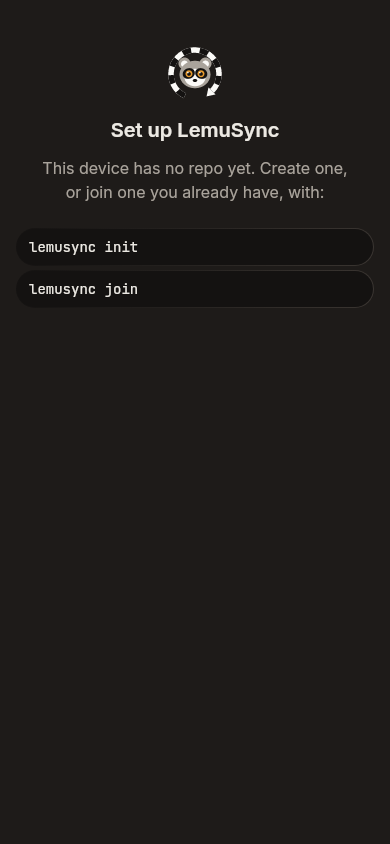 Set up LemuSync
This device has no repo yet. Create one,
or join one you already have, with:
lemusync init
lemusync join